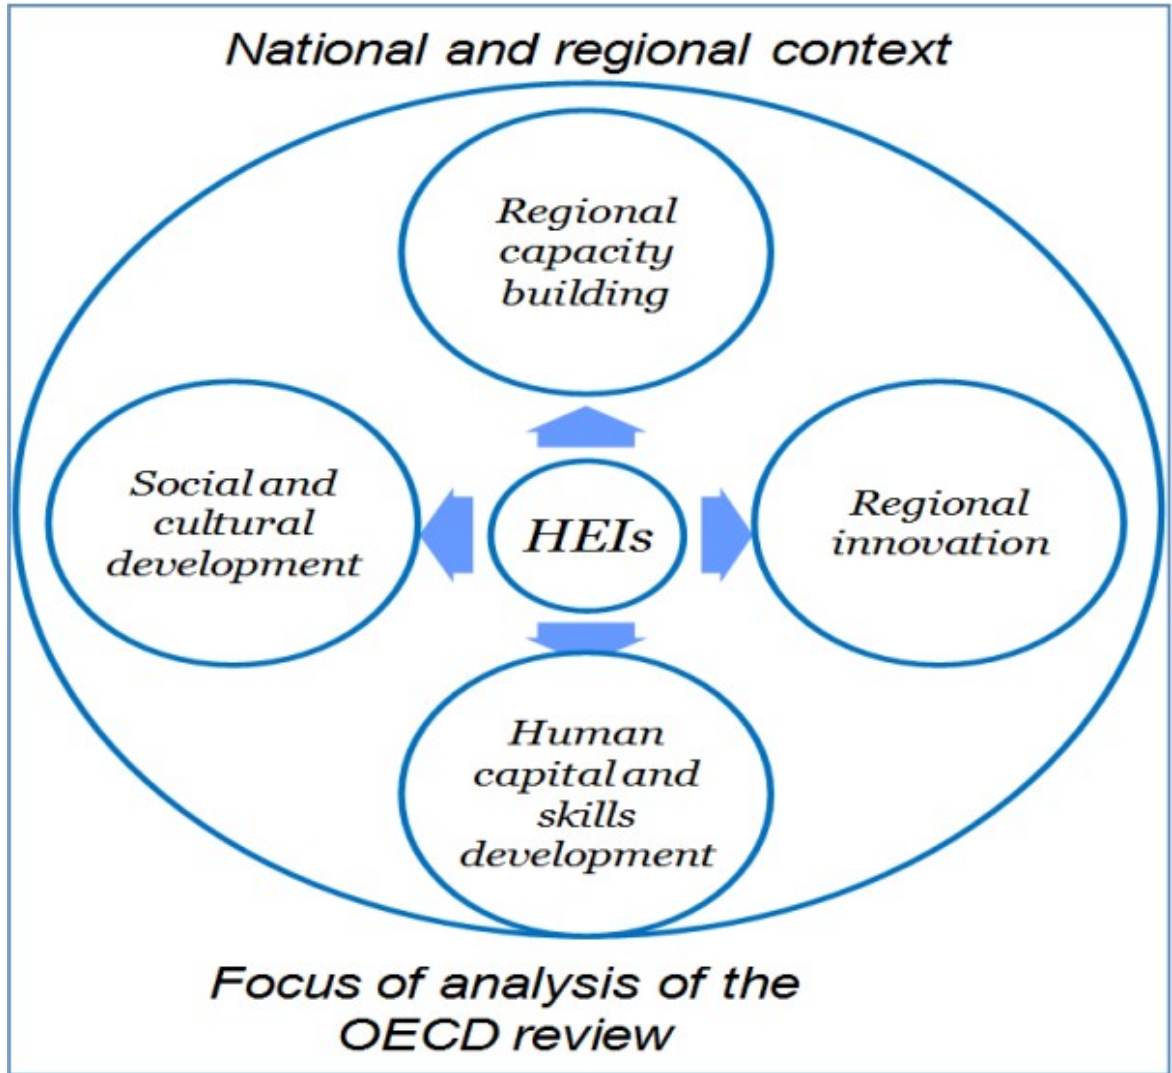 National and regional context
Regional
capacity
building
Social and
cultural
development
HEIs
Regional
innovation
Human
capital and
skills
development
Focus of analysis of the
OECD review